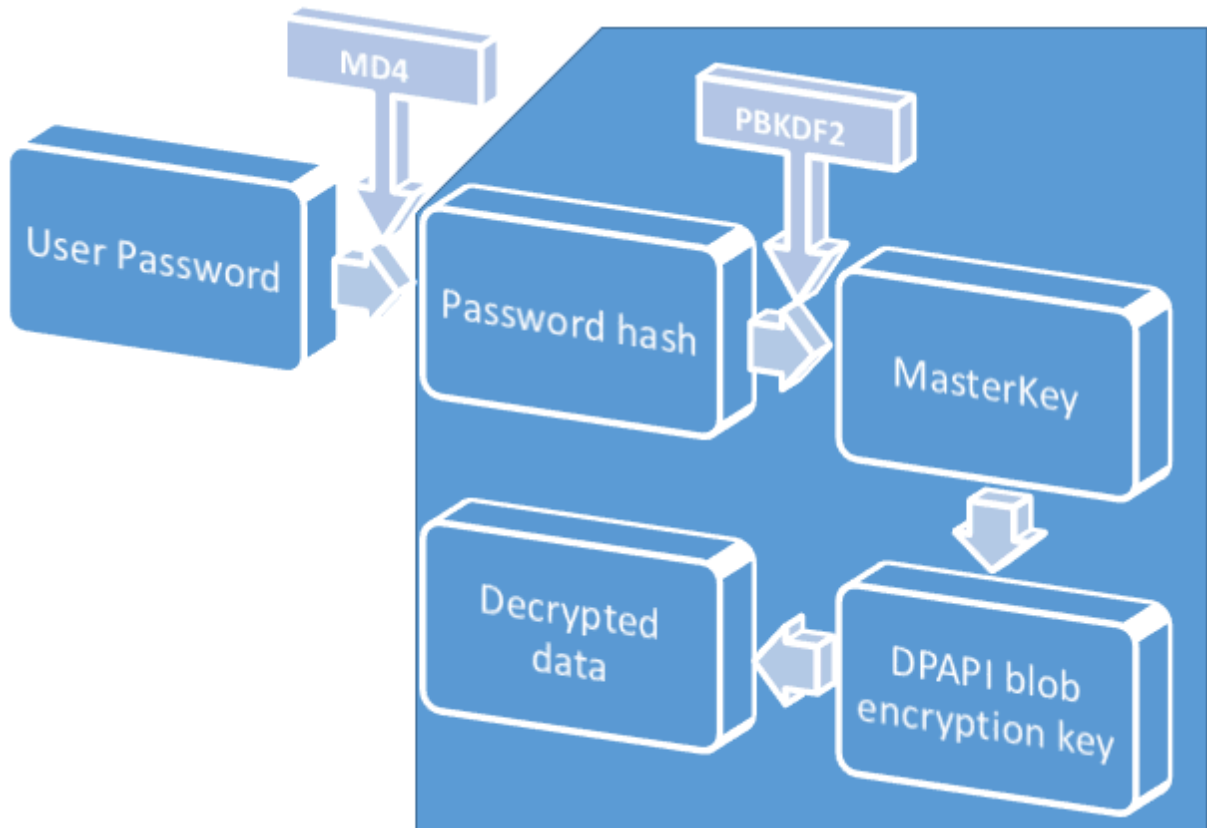 MD4
PBKDF2
User Password
Password hash
MasterKey
Decrypted
data
DPAPI blob
encryption key